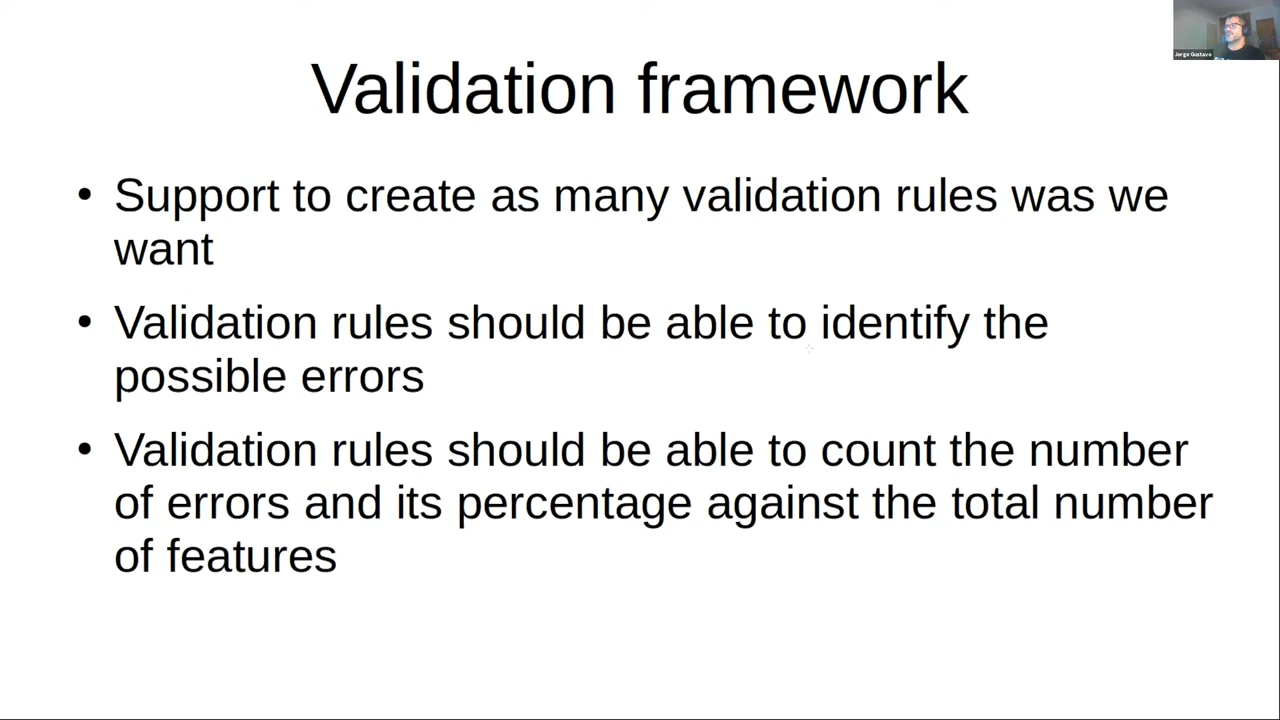 Jorge Gustavo
Validation framework
• Support to create as many validation rules was we
want
• Validation rules should be able to identify the
possible errors
• Validation rules should be able to count the number
of errors and its percentage against the total number
of features